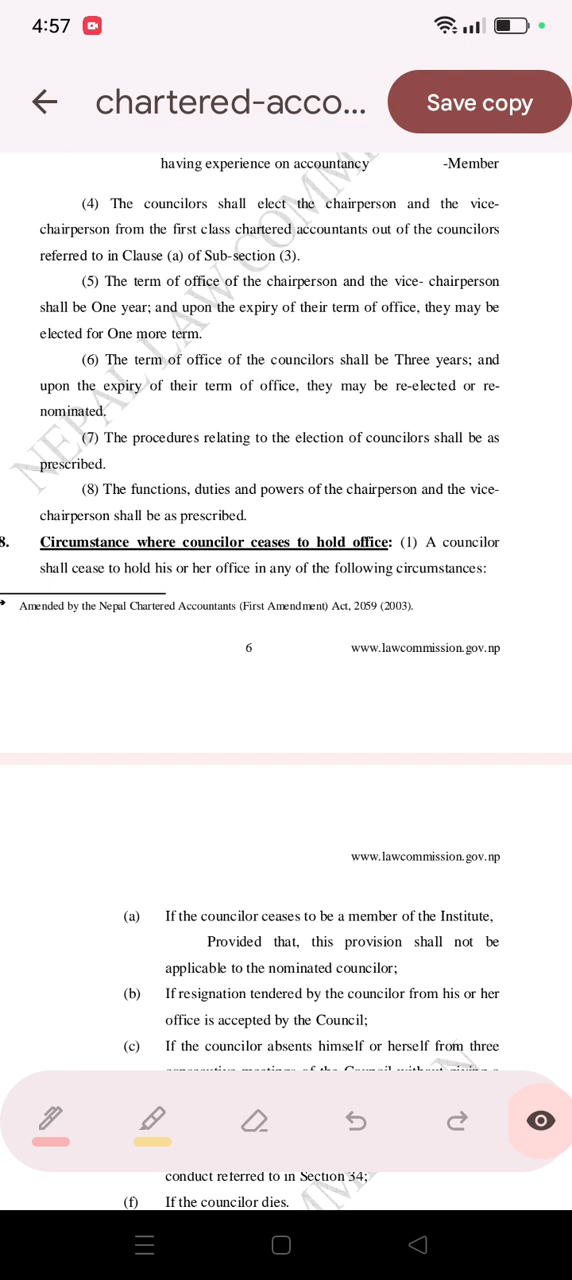 4:57
chartered-acco...
Save copy
having experience on accountancy -Member
(4) The councilors shall elect the chairperson and the vice-
chairperson from the first class chartered accountants out of the councilors
referred to in Clause (a) of Sub-section (3).
(5) The term of office of the chairperson and the vice- chairperson
shall be One year; and upon the expiry of their term of office, they may be
elected for One more term.
(6) The term of office of the councilors shall be Three years; and
upon the expiry of their term of office, they may be re-elected or re-
nominated.
(7) The procedures relating to the election of councilors shall be as
prescribed.
(8) The functions, duties and powers of the chairperson and the vice-
chairperson shall be as prescribed.
8. Circumstance where councilor ceases to hold office: (1) A councilor
shall cease to hold his or her office in any of the following circumstances:
Amended by the Nepal Chartered Accountants (First Amendment) Act, 2059 (2003).
6 www.lawcommission.gov.np
NEPAL LAW COMM
www.lawcommission.gov.np
(a) If the councilor ceases to be a member of the Institute,
Provided that, this provision shall not be
applicable to the nominated councilor;
(b) If resignation tendered by the councilor from his or her
office is accepted by the Council;
(c) If the councilor absents himself or herself from three
conduct referred to in Section 34;
(f) If the councilor dies.